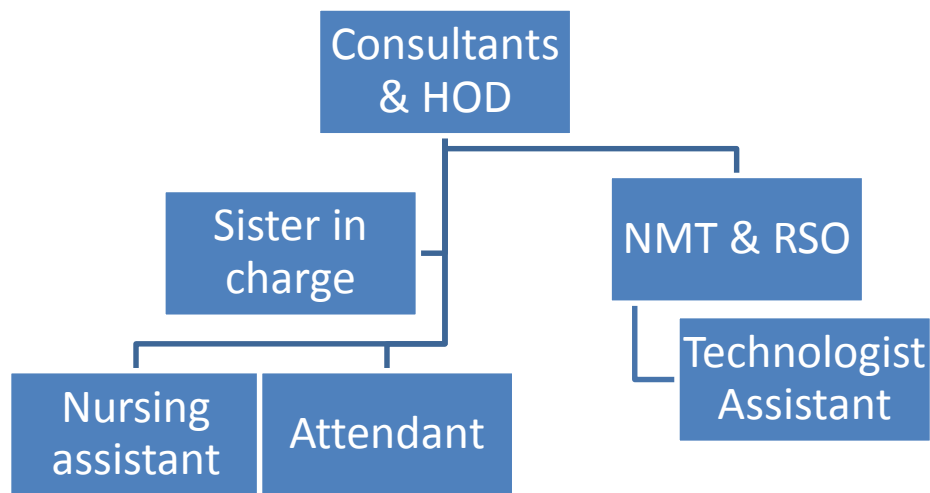 Consultants
& HOD
Sister in
charge
NMT & RSO
Technologist
Assistant
Nursing
assistant
Attendant